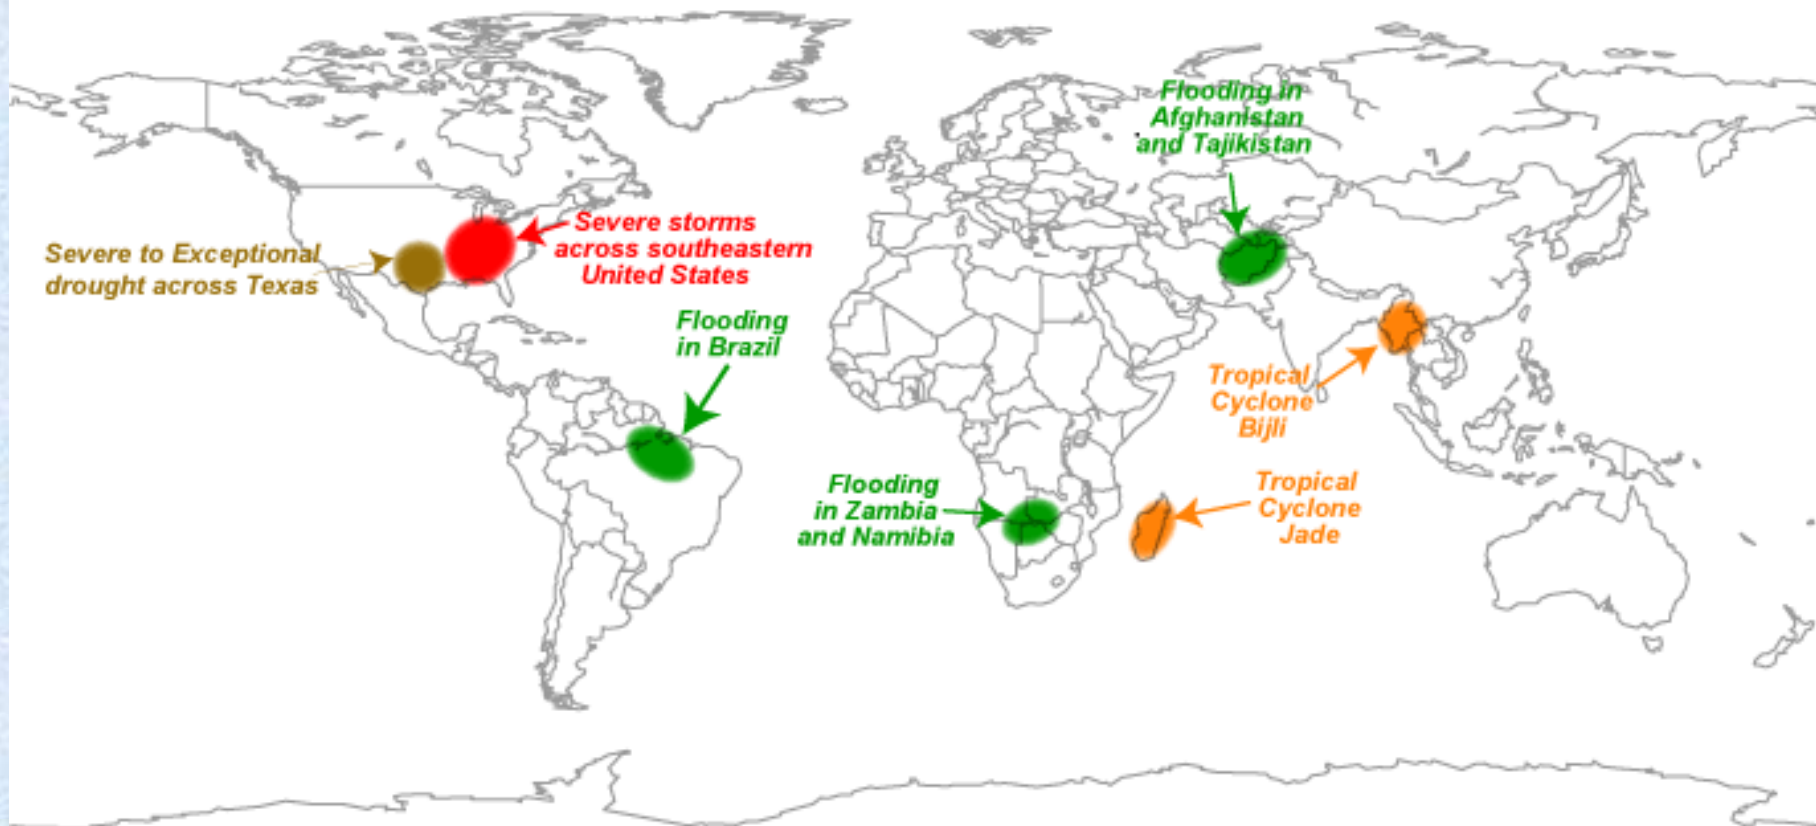 Flooding in
Afghanistan
and Tajikistan
Severe storms
across southeastern
United States
Severe to Exceptional
drought across Texas
Flooding
in Brazil
Tropical
Cyclone
Bijli
Flooding
in Zambia
and Namibia
Tropical
Cyclone
Jade